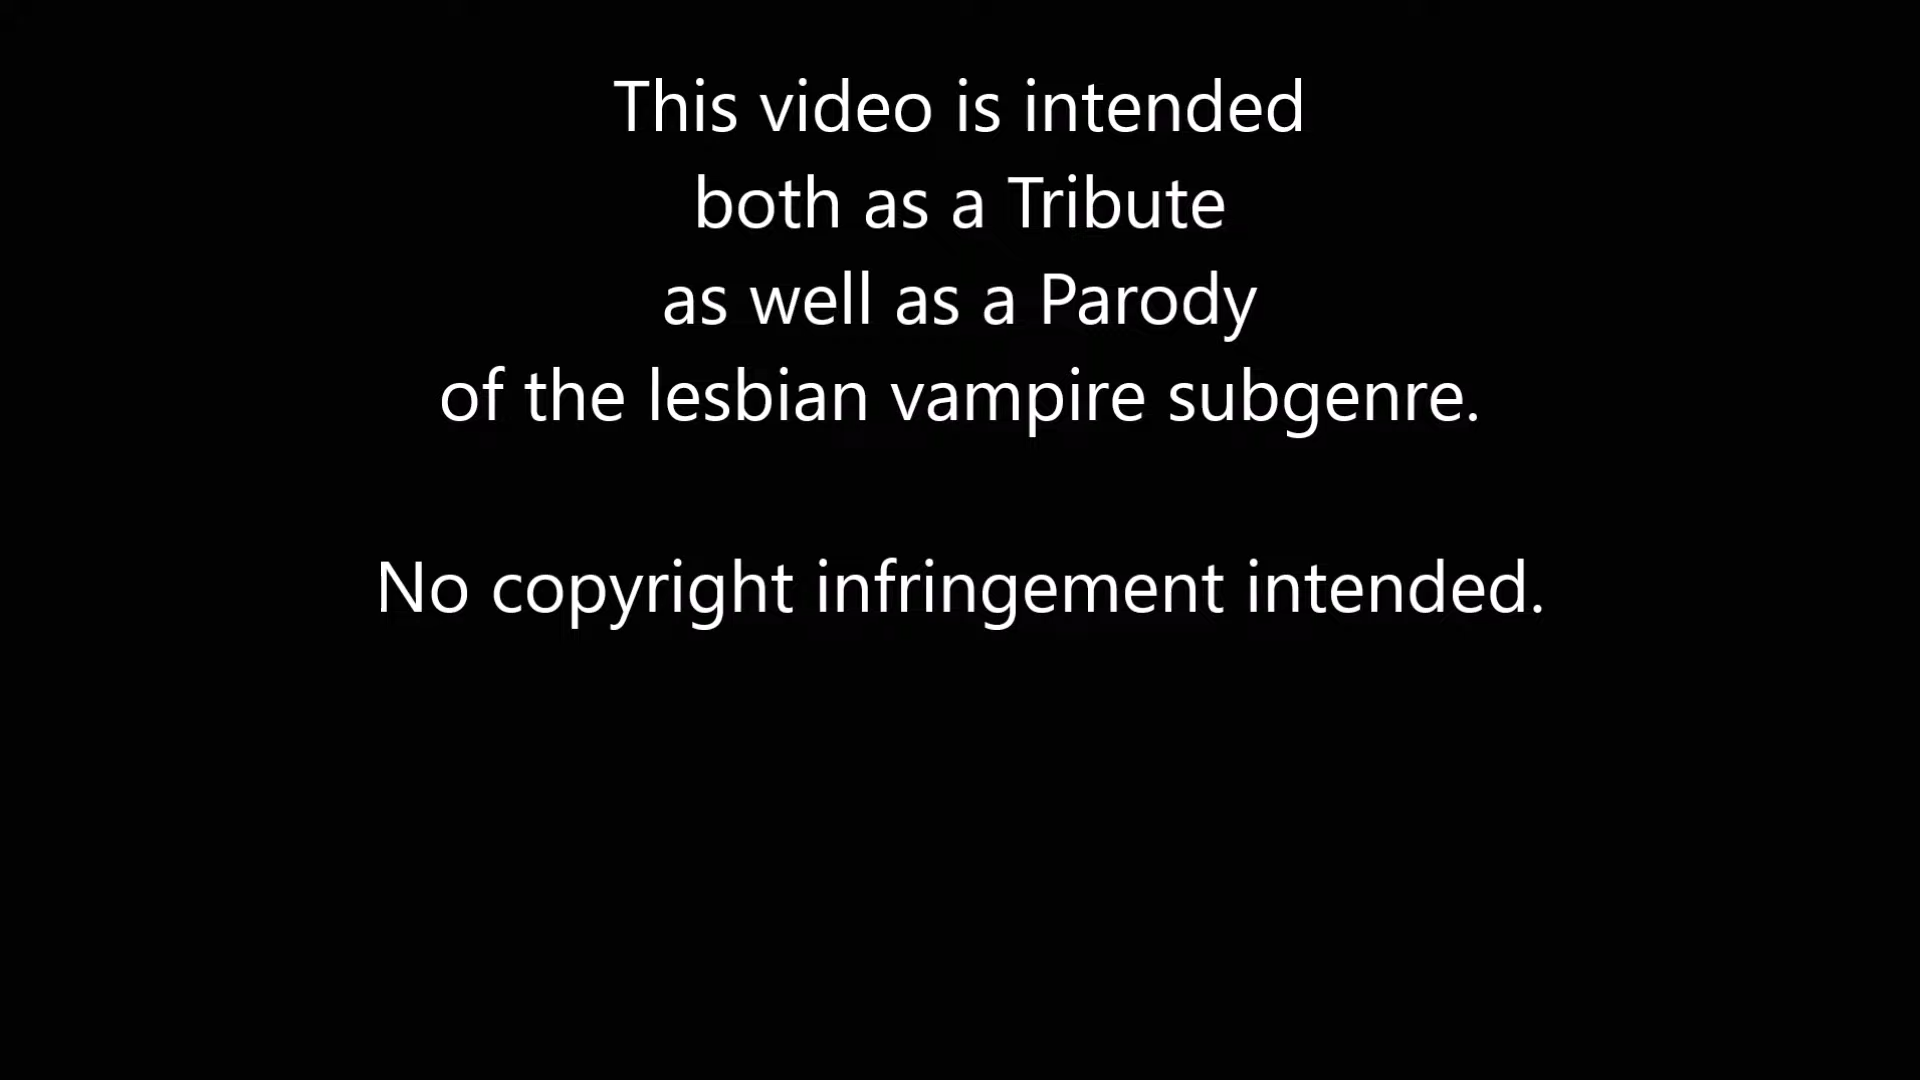 This video is intended
both as a Tribute
as well as a Parody
of the lesbian vampire subgenre.
No copyright infringement intended.